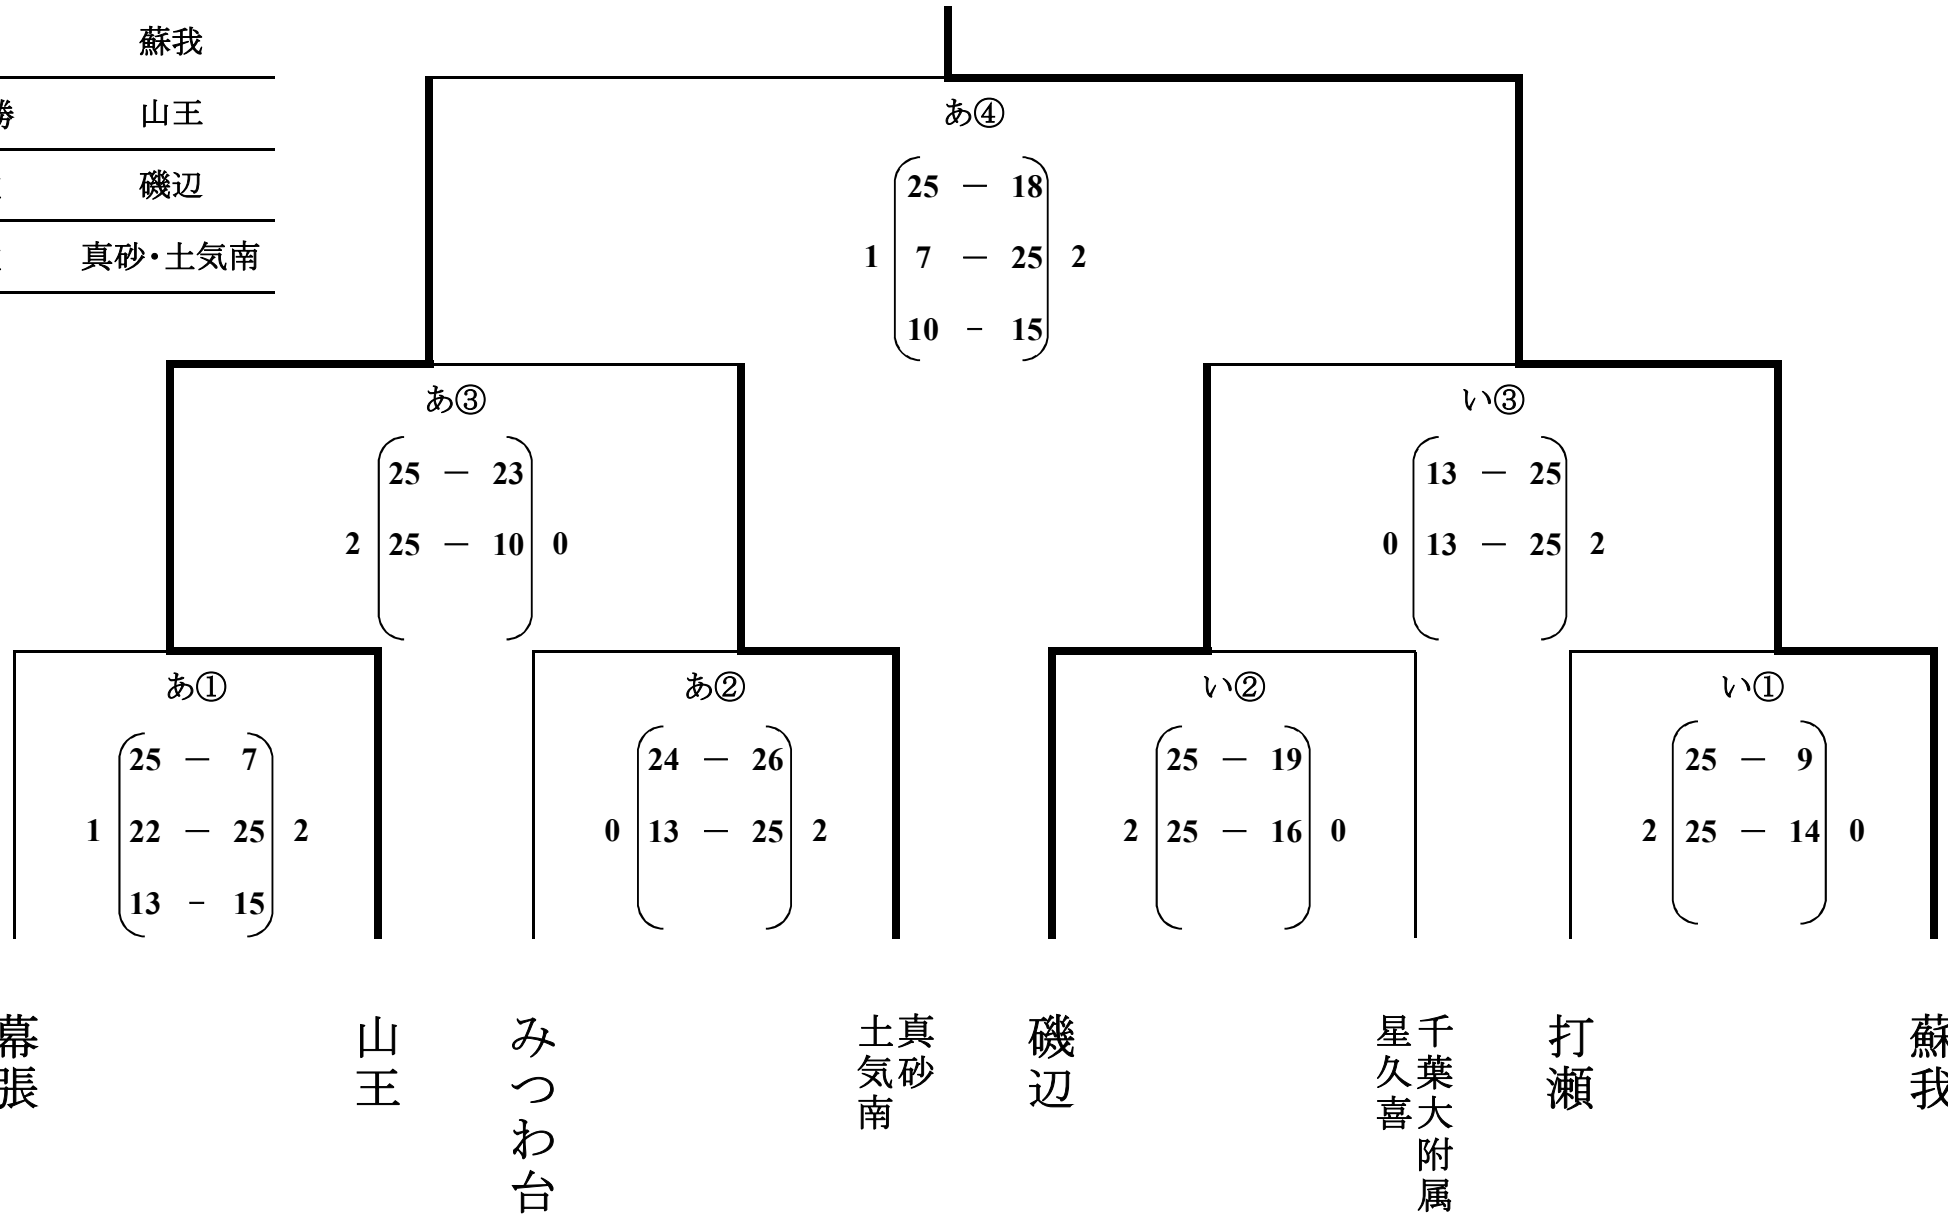 蘇我
勝 山王
磯辺
真砂・土気南
あ④
25 － 18
1 7 － 25 2
10 - 15
あ③ い③
25 － 23 13 － 25
2 25 － 10 0 0 13 － 25 2
あ① あ② い② い①
25 － 7 24 － 26 25 － 19 25 － 9
1 22 － 25 2 0 13 － 25 2 2 25 － 16 0 2 25 － 14 0
13 - 15
幕張
山王
みつわ台
真砂
土気南
磯辺
千葉大附属
星久喜
打瀬
蘇我